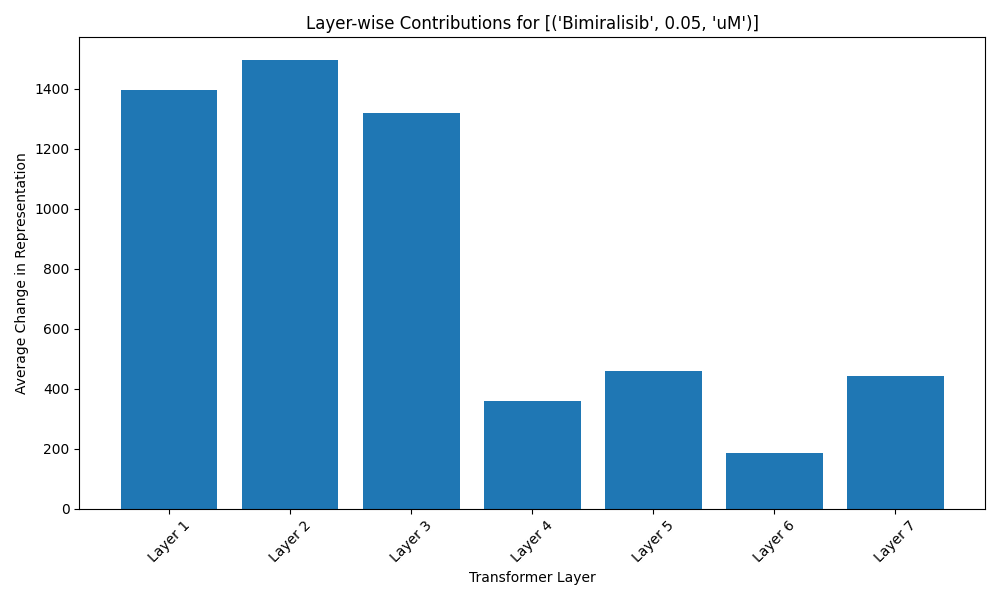 Layer-wise Contributions for [('Bimiralisib', 0.05, 'uM')]
Average Change in Representation
1400
1200
1000
800
600
400
200
0
Layer 1
Layer 2
Layer 3
Layer 4
Layer 5
Layer 6
Layer 7
Transformer Layer